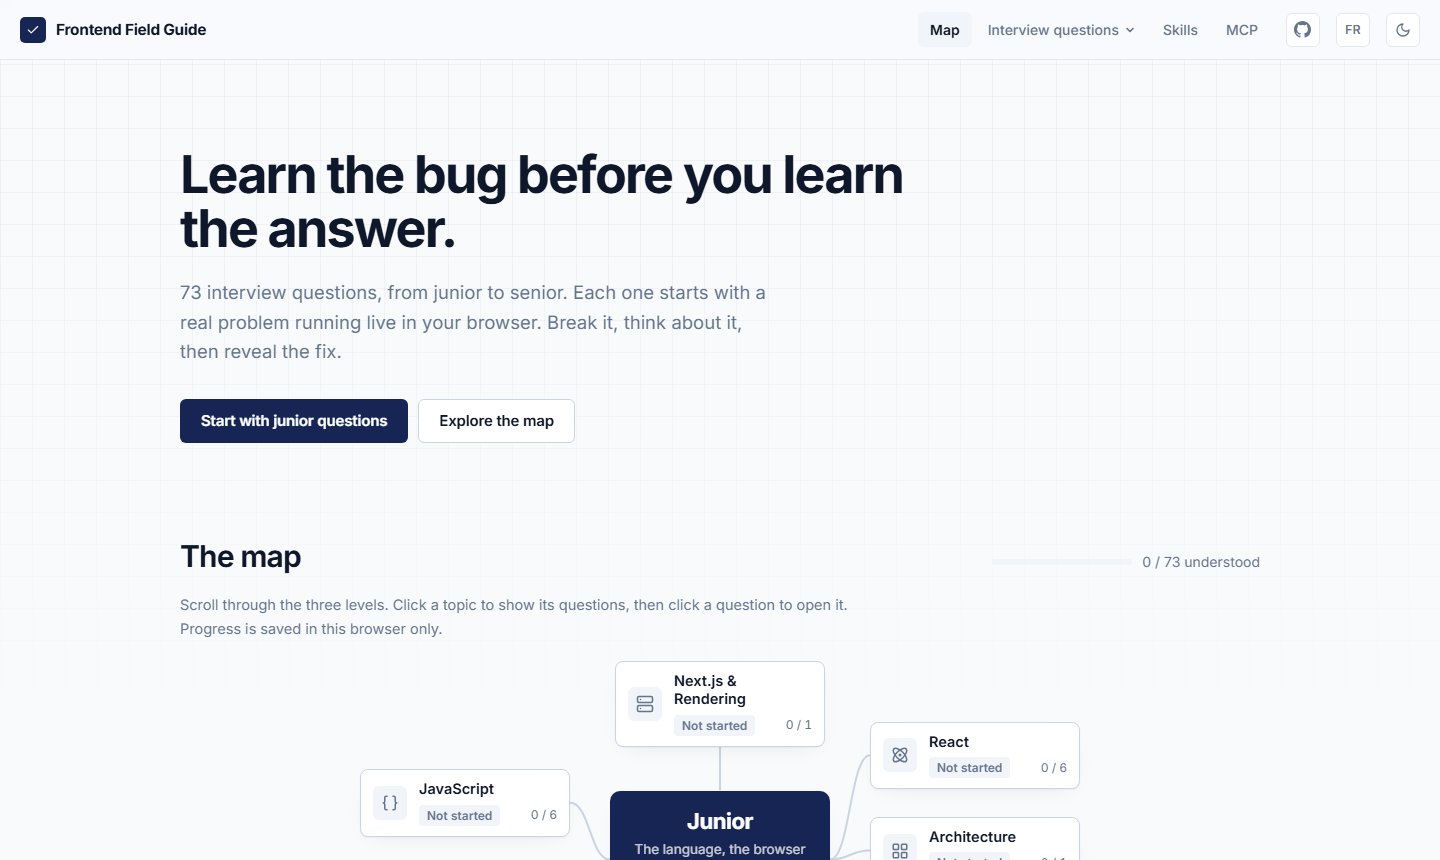 Frontend Field Guide
Map
Interview questions
Skills
MCP
FR
Learn the bug before you learn
the answer.
73 interview questions, from junior to senior. Each one starts with a
real problem running live in your browser. Break it, think about it,
then reveal the fix.
Start with junior questions
Explore the map
The map
0 / 73 understood
Scroll through the three levels. Click a topic to show its questions, then click a question to open it.
Progress is saved in this browser only.
Next.js &
Rendering
Not started
0 / 1
React
Not started
0 / 6
JavaScript
Not started
0 / 6
Junior
The language, the browser
Architecture